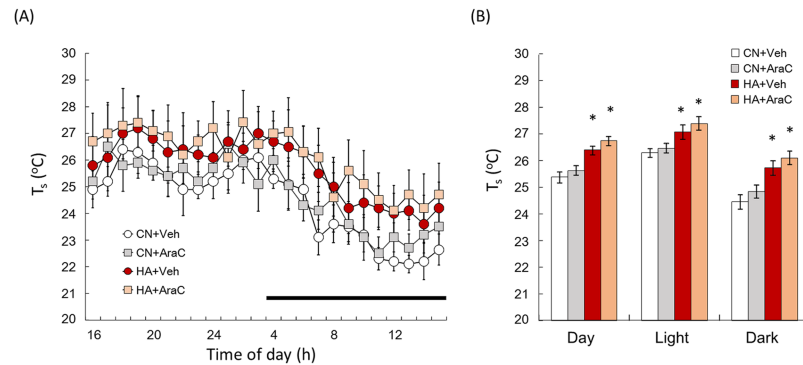 (A)
30
29
28
27
26
25
24
23
22
21
20
Ts (oC)
CN+Veh
CN+AraC
HA+Veh
HA+AraC
16 20 24 4 8 12
Time of day (h)
(B)
30
29
28
27
26
25
24
23
22
21
20
Ts (oC)
CN+Veh
CN+AraC
HA+Veh
HA+AraC
* *
* *
* *
Day Light Dark